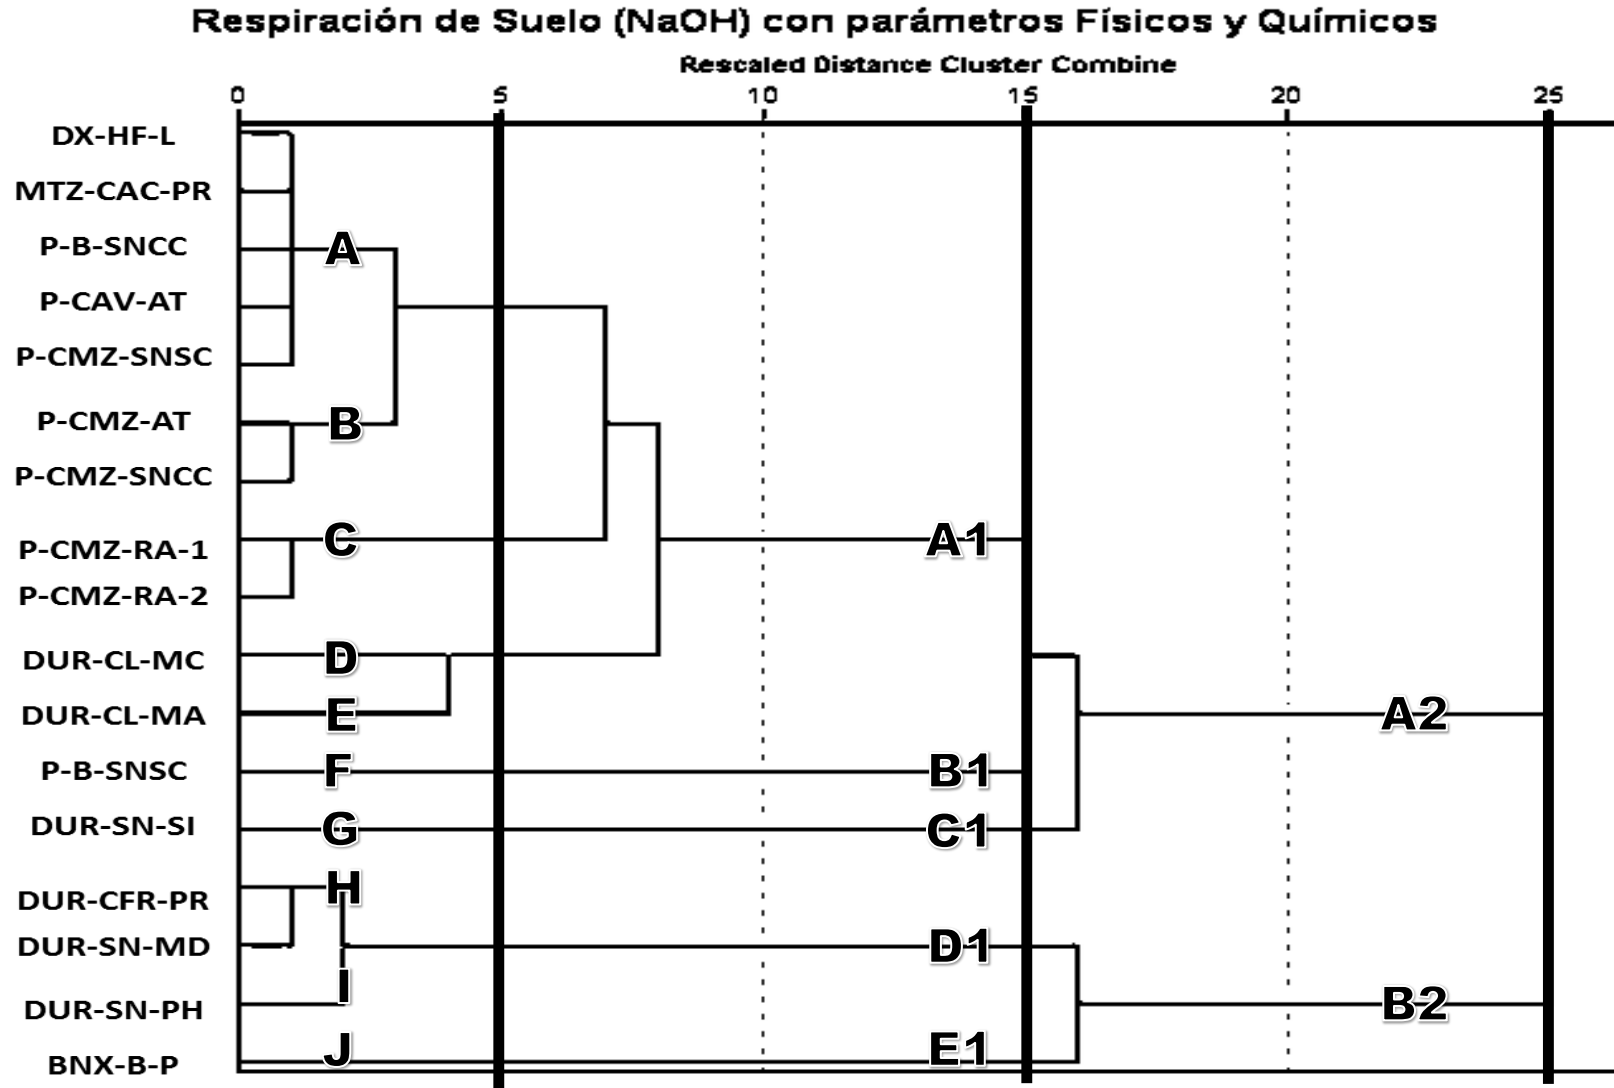 Respiración de Suelo (NaOH) con parámetros Físicos y Químicos
Rescaled Distance Cluster Combine
0 5 10 15 20 25
DX-HF-L
MTZ-CAC-PR
P-B-SNCC A
P-CAV-AT
P-CMZ-SNSC
P-CMZ-AT B
P-CMZ-SNCC
P-CMZ-RA-1 C A1
P-CMZ-RA-2
DUR-CL-MC D
DUR-CL-MA E A2
P-B-SNSC F B1
DUR-SN-SI G C1
DUR-CFR-PR H
DUR-SN-MD D1
DUR-SN-PH I B2
BNX-B-P J E1